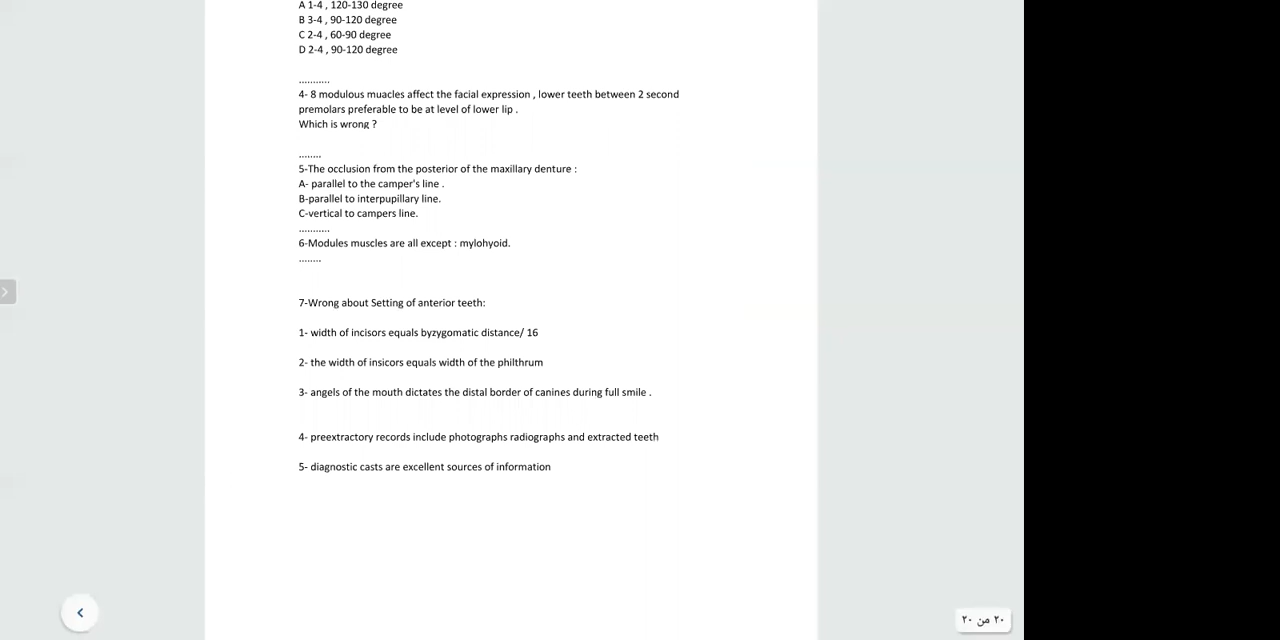 A 1-4 , 120-130 degree
B 3-4 , 90-120 degree
C 2-4 , 60-90 degree
D 2-4 , 90-120 degree
...........
4- 8 modulous muacles affect the facial expression , lower teeth between 2 second
premolars preferable to be at level of lower lip .
Which is wrong ?
........
5-The occlusion from the posterior of the maxillary denture :
A- parallel to the camper's line .
B-parallel to interpupillary line.
C-vertical to campers line.
...........
6-Modules muscles are all except : mylohyoid.
........
7-Wrong about Setting of anterior teeth:
1- width of incisors equals byzygomatic distance/ 16
2- the width of insicors equals width of the philthrum
3- angels of the mouth dictates the distal border of canines during full smile .
4- preextractory records include photographs radiographs and extracted teeth
5- diagnostic casts are excellent sources of information
٢٠ من ٢٠